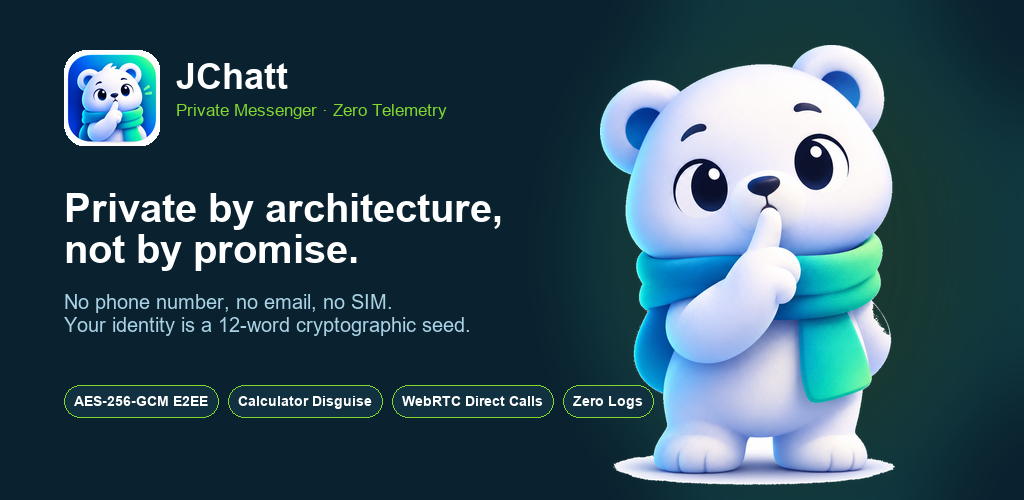 JChatt
Private Messenger · Zero Telemetry
Private by architecture,
not by promise.
No phone number, no email, no SIM.
Your identity is a 12-word cryptographic seed.
AES-256-GCM E2EE
Calculator Disguise
WebRTC Direct Calls
Zero Logs